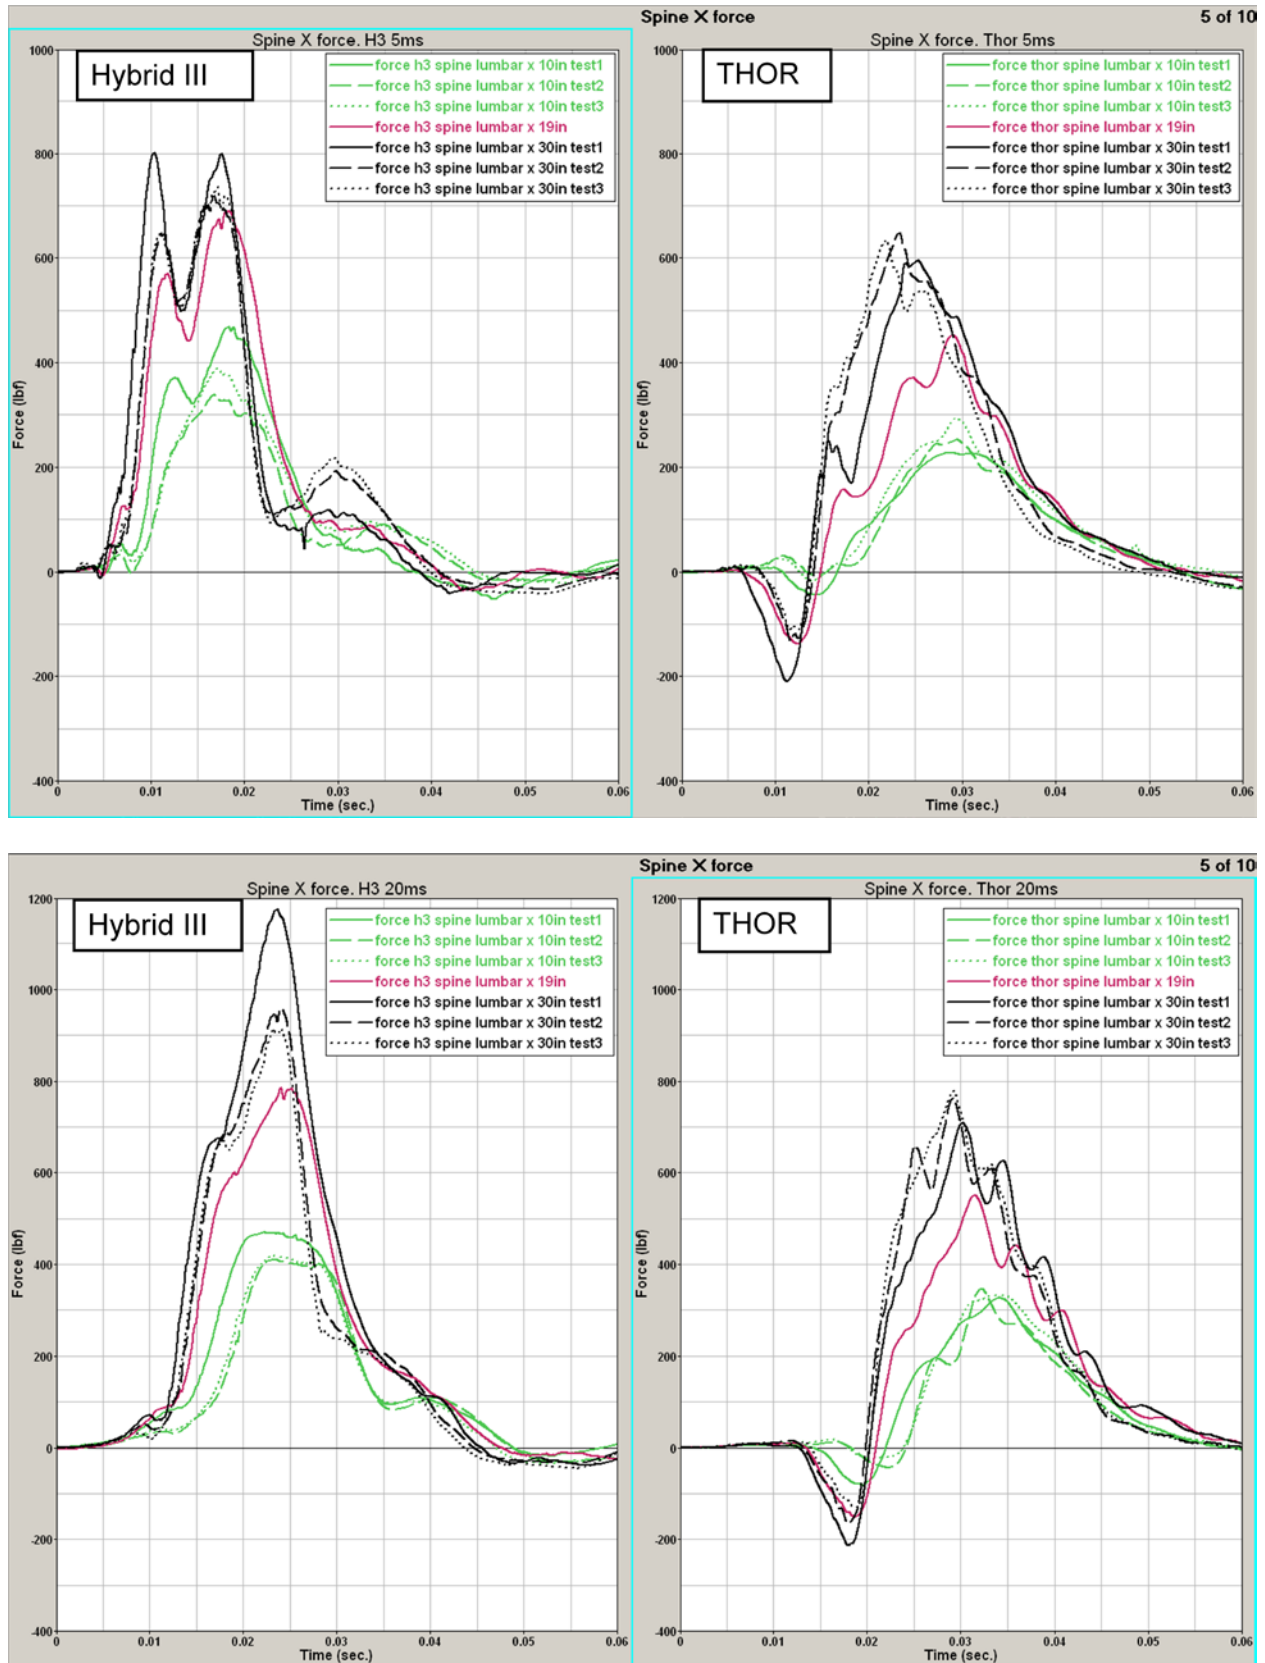 Spine X force 5 of 10
Spine X force. H3 5ms
Hybrid III
force h3 spine lumbar x 10in test1
force h3 spine lumbar x 10in test2
force h3 spine lumbar x 10in test3
force h3 spine lumbar x 19in
force h3 spine lumbar x 30in test1
force h3 spine lumbar x 30in test2
force h3 spine lumbar x 30in test3
1000
800
600
400
200
0
-200
-400
Force (lbf)
0 0.01 0.02 0.03 0.04 0.05 0.06
Time (sec.)
Spine X force. Thor 5ms
THOR
force thor spine lumbar x 10in test1
force thor spine lumbar x 10in test2
force thor spine lumbar x 10in test3
force thor spine lumbar x 19in
force thor spine lumbar x 30in test1
force thor spine lumbar x 30in test2
force thor spine lumbar x 30in test3
1000
800
600
400
200
0
-200
-400
Force (lbf)
0 0.01 0.02 0.03 0.04 0.05 0.06
Time (sec.)
Spine X force 5 of 10
Spine X force. H3 20ms
Hybrid III
force h3 spine lumbar x 10in test1
force h3 spine lumbar x 10in test2
force h3 spine lumbar x 10in test3
force h3 spine lumbar x 19in
force h3 spine lumbar x 30in test1
force h3 spine lumbar x 30in test2
force h3 spine lumbar x 30in test3
1200
1000
800
600
400
200
0
-200
-400
Force (lbf)
0 0.01 0.02 0.03 0.04 0.05 0.06
Time (sec.)
Spine X force. Thor 20ms
THOR
force thor spine lumbar x 10in test1
force thor spine lumbar x 10in test2
force thor spine lumbar x 10in test3
force thor spine lumbar x 19in
force thor spine lumbar x 30in test1
force thor spine lumbar x 30in test2
force thor spine lumbar x 30in test3
1200
1000
800
600
400
200
0
-200
-400
Force (lbf)
0 0.01 0.02 0.03 0.04 0.05 0.06
Time (sec.)